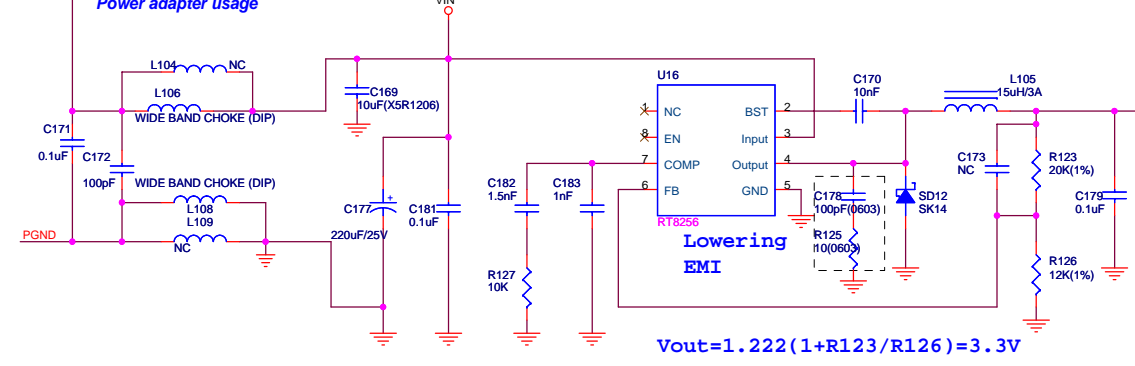 Power adapter usage
VIN
L104
NC
L106
WIDE BAND CHOKE (DIP)
C171
0.1uF
C172
100pF
WIDE BAND CHOKE (DIP)
L108
L109
NC
PGND
C169
10uF(X5R1206)
C177
+
220uF/25V
C181
0.1uF
C182
1.5nF
C183
1nF
R127
10K
U16
1
NC
8
EN
7
COMP
6
FB
BST
2
Input
3
Output
4
GND
5
RT8256
Lowering
EMI
C170
10nF
L105
15uH/3A
C178
100pF(0603)
R125
10(0603)
SD12
SK14
C173
NC
R123
20K(1%)
C179
0.1uF
R126
12K(1%)
Vout=1.222(1+R123/R126)=3.3V